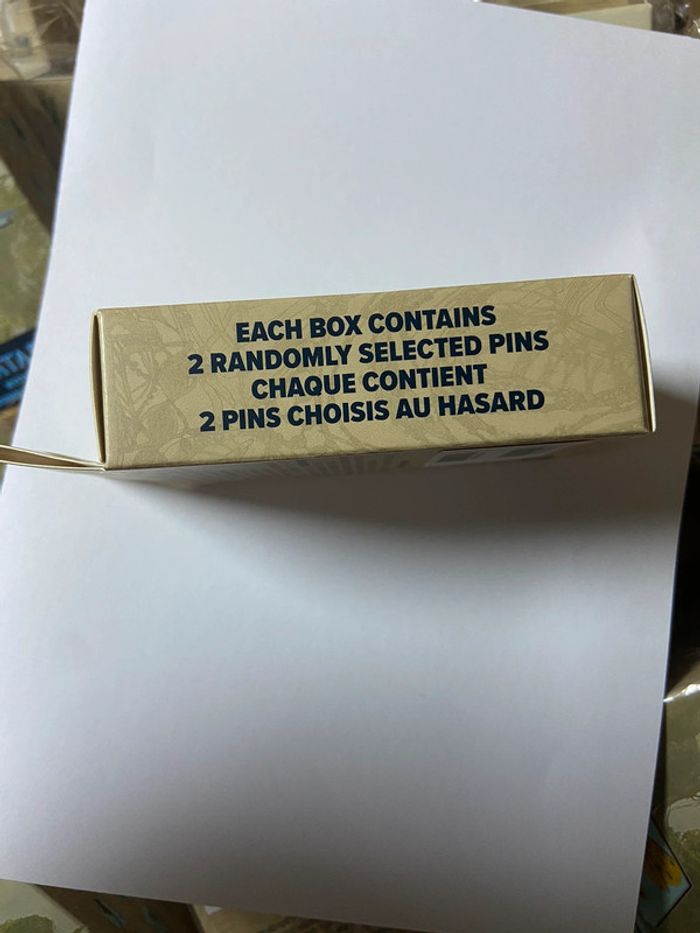 EACH BOX CONTAINS
2 RANDOMLY SELECTED PINS
CHAQUE CONTIENT
2 PINS CHOISIS AU HASARD